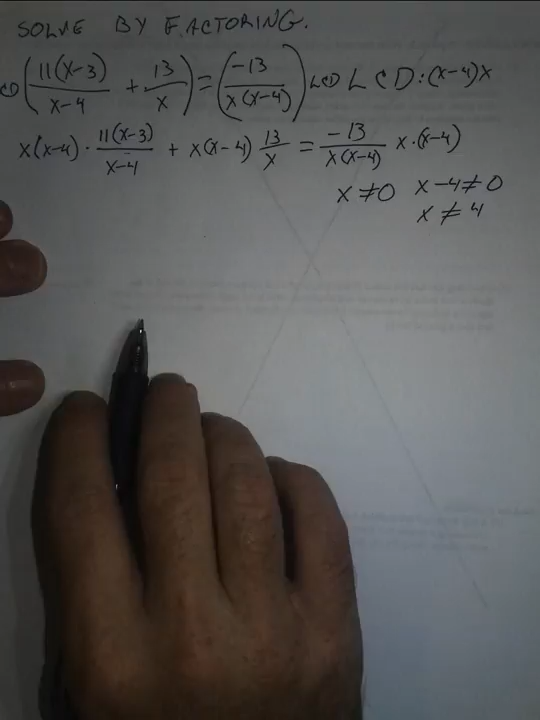 SOLVE BY FACTORING.
CD(11(x-3)/(x-4) + 13/x) = (-13/(x(x-4))) LCD LCD:(x-4)x
x(x-4)·11(x-3)/(x-4) + x(x-4)13/x = -13/(x(x-4)) x·(x-4)
x≠0 x-4≠0
x≠4